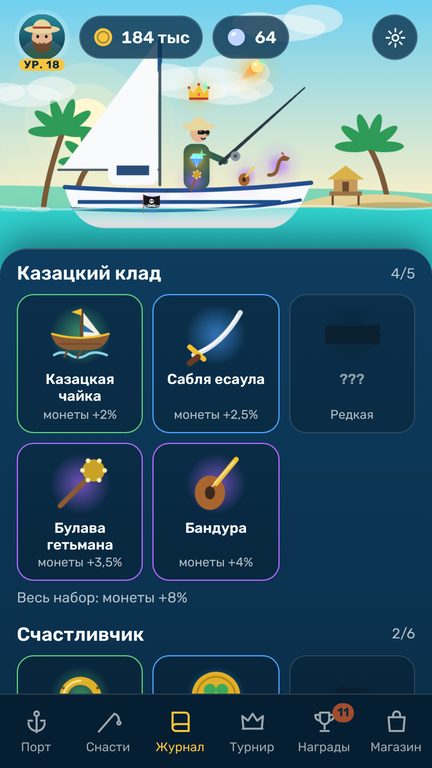 184 тыс
64
УР. 18
Казацкий клад
4/5
Казацкая
чайка
монеты +2%
Сабля есаула
монеты +2,5%
???
Редкая
Булава
гетьмана
монеты +3,5%
Бандура
монеты +4%
Весь набор: монеты +8%
Счастливчик
2/6
11
Порт
Снасти
Журнал
Турнир
Награды
Магазин